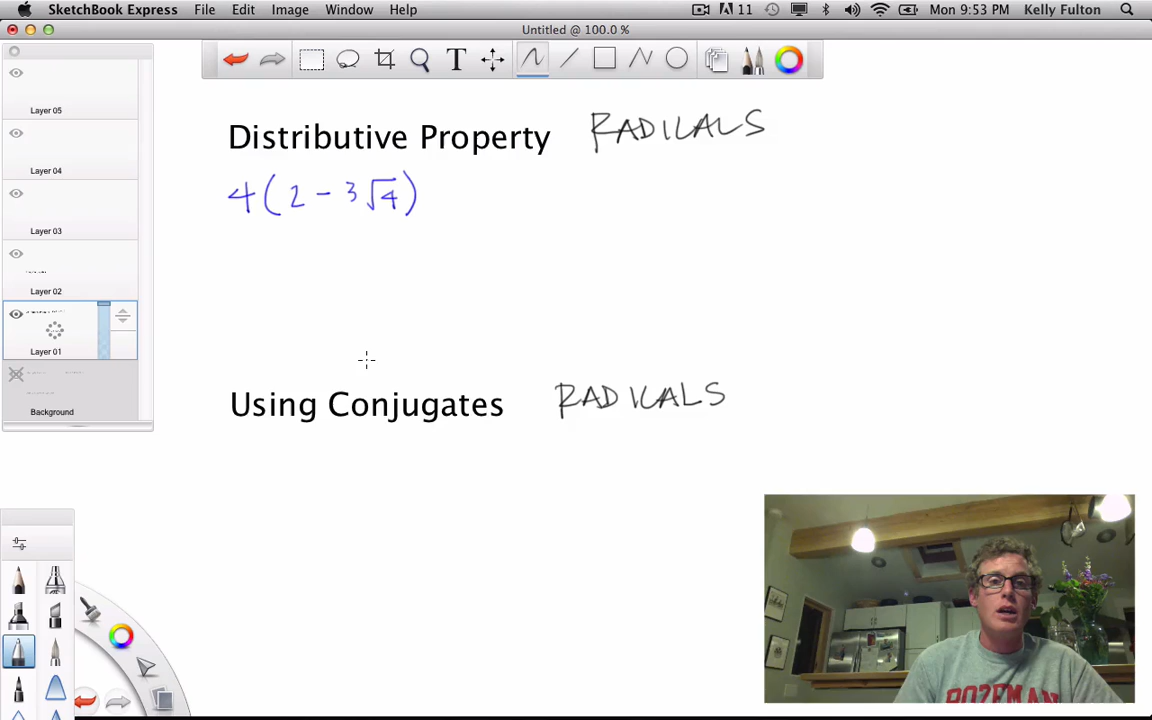 SketchBook Express File Edit Image Window Help 11 Mon 9:53 PM Kelly Fulton
Untitled @ 100.0 %
T
Layer 05
Layer 04
Layer 03
Layer 02
Layer 01
Background
Distributive Property RADICALS
4(2-3√4)
Using Conjugates RADICALS
BOZEMAN